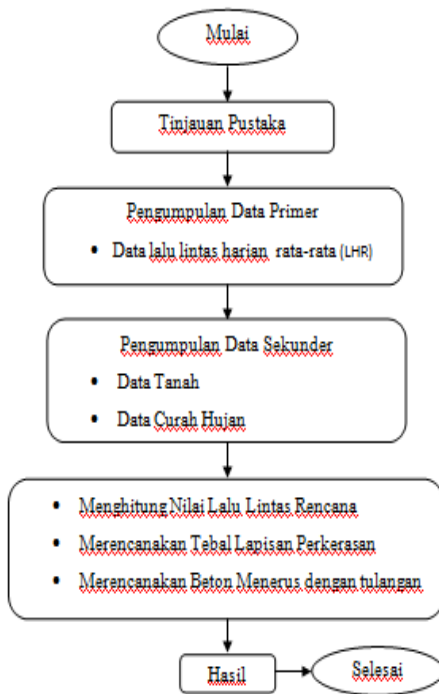 Mulai
Tinjauan Pustaka
Pengumpulan Data Primer
• Data lalu lintas harian rata-rata (LHR)
Pengumpulan Data Sekunder
• Data Tanah
• Data Curah Hujan
• Menghitung Nilai Lalu Lintas Rencana
• Merencanakan Tebal Lapisan Perkerasan
• Merencanakan Beton Menerus dengan tulangan
Hasil
Selesai